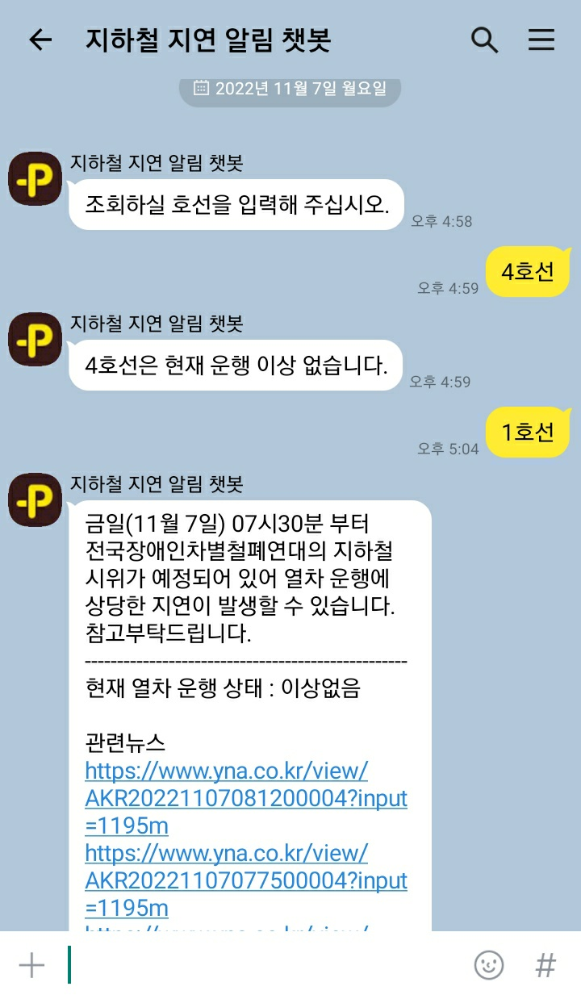 지하철 지연 알림 챗봇
2022년 11월 7일 월요일
지하철 지연 알림 챗봇
조회하실 호선을 입력해 주십시오.
오후 4:58
4호선
오후 4:59
지하철 지연 알림 챗봇
4호선은 현재 운행 이상 없습니다.
오후 4:59
1호선
오후 5:04
지하철 지연 알림 챗봇
금일(11월 7일) 07시30분 부터
전국장애인차별철폐연대의 지하철
시위가 예정되어 있어 열차 운행에
상당한 지연이 발생할 수 있습니다.
참고부탁드립니다.
--------------------------------------------------
현재 열차 운행 상태 : 이상없음
관련뉴스
https://www.yna.co.kr/view/
AKR20221107081200004?input
=1195m
https://www.yna.co.kr/view/
AKR20221107077500004?input
=1195m